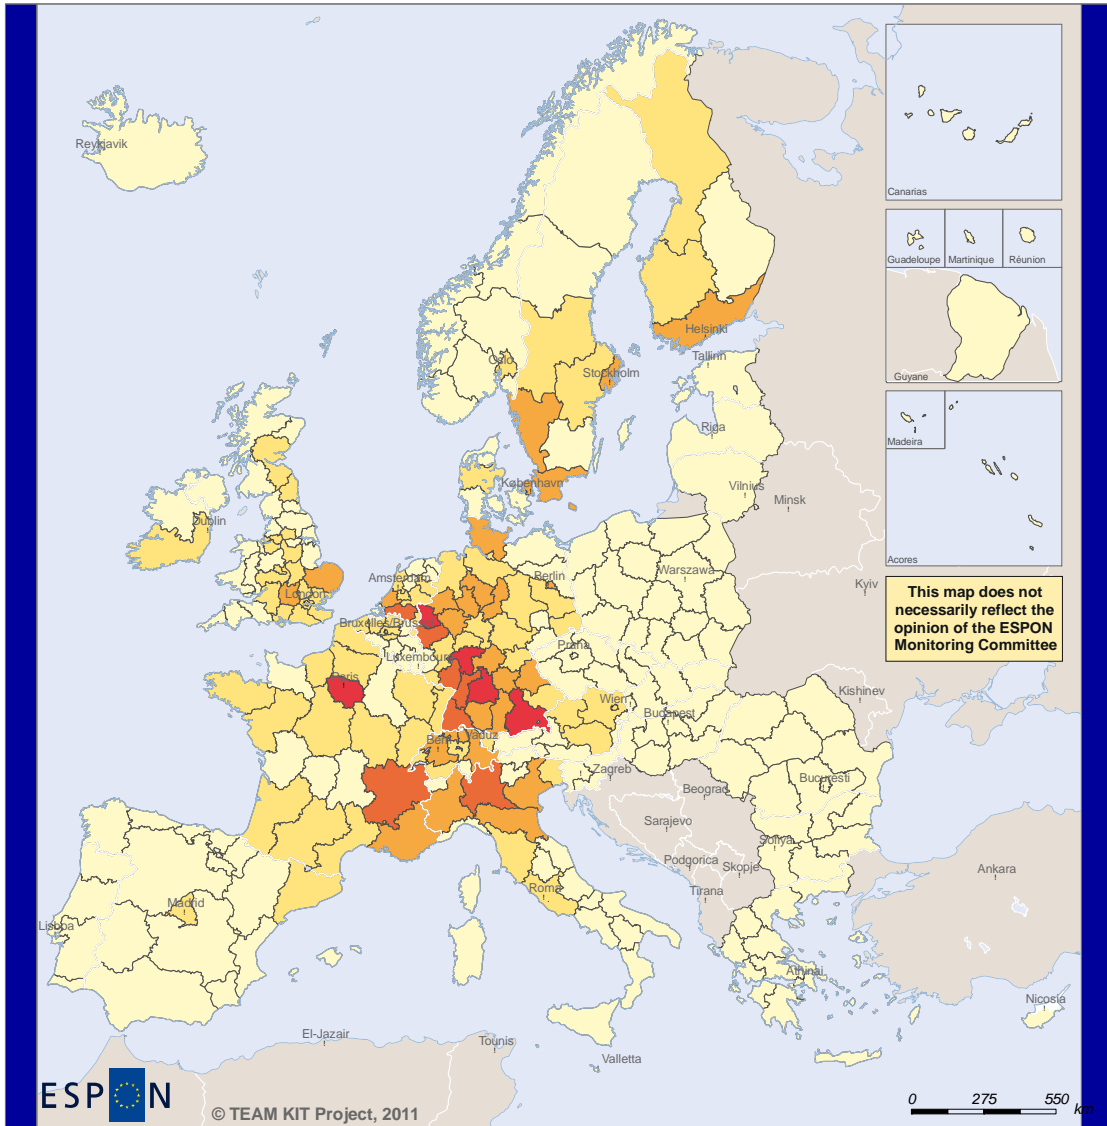 Reykjavik
Canarias
Guadeloupe
Martinique
Réunion
Guyane
Madeira
Acores
This map does not
necessarily reflect the
opinion of the ESPON
Monitoring Committee
Helsinki
Tallirin
Oslo
Stockholm
Riga
København
Vilnius
Minsk
Dublin
Amsterdam
Berlin
Warszawa
Kyiv
London
Bruxelles/Bruss
Praha
Luxembourg
Paris
Wien
Kishinev
Budapest
Bern
Vaduz
Zagreb
Beograd
Bucuresti
Sarajevo
Sofiya
Podgorica
Skopje
Ankara
Tirana
Roma
Madrid
Lisboa
Athinai
Nicosia
El-Jazair
Tounis
Valletta
ESPON
© TEAM KIT Project, 2011
0 275 550
km